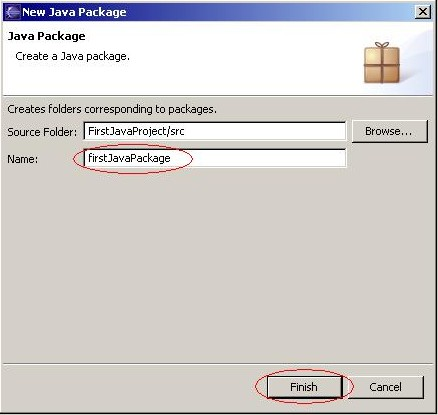 New Java Package
Java Package
Create a Java package.
Creates folders corresponding to packages.
Source Folder: FirstJavaProject/src Browse...
Name: firstJavaPackage
Finish Cancel